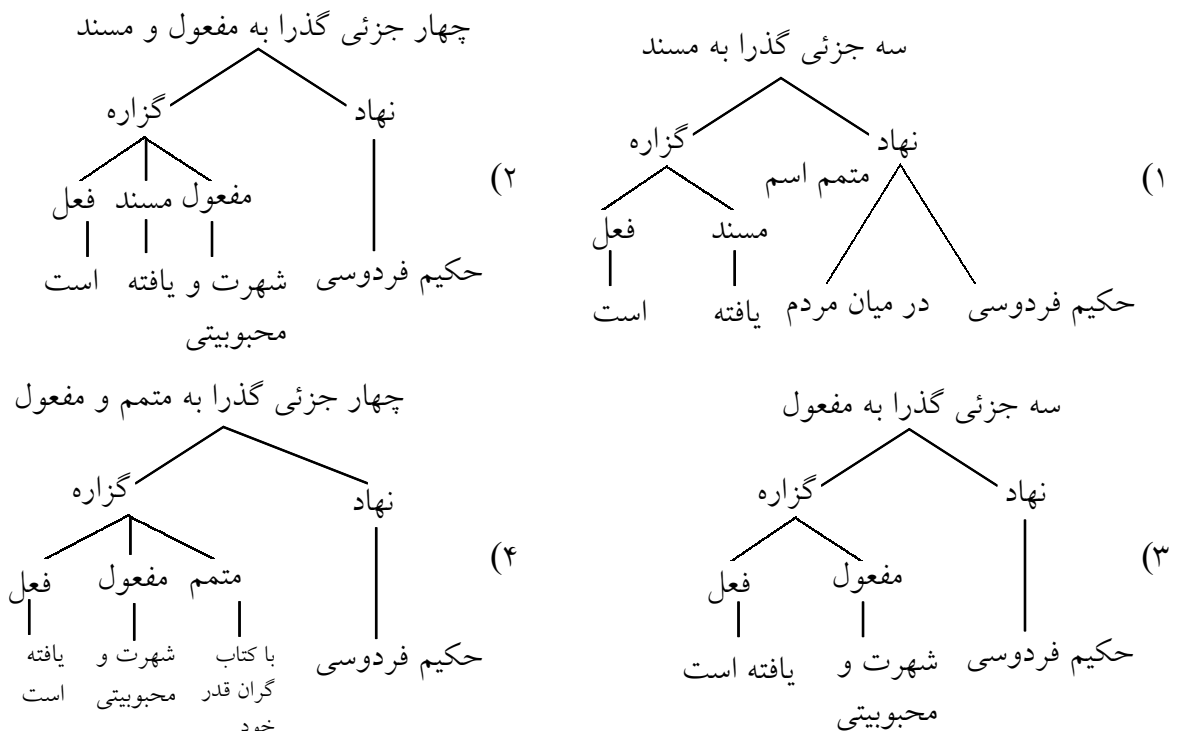 سه جزئی گذرا به مسند
۱)
نهاد
گزاره
متمم اسم
مسند
فعل
حکیم فردوسی
در میان مردم
یافته
است
چهار جزئی گذرا به مفعول و مسند
۲)
نهاد
گزاره
مفعول
مسند
فعل
حکیم فردوسی
شهرت و
محبوبیتی
یافته
است
سه جزئی گذرا به مفعول
۳)
نهاد
گزاره
مفعول
فعل
حکیم فردوسی
شهرت و
محبوبیتی
یافته است
چهار جزئی گذرا به متمم و مفعول
۴)
نهاد
گزاره
متمم
مفعول
فعل
حکیم فردوسی
با کتاب
گران قدر
خود
شهرت و
محبوبیتی
یافته
است